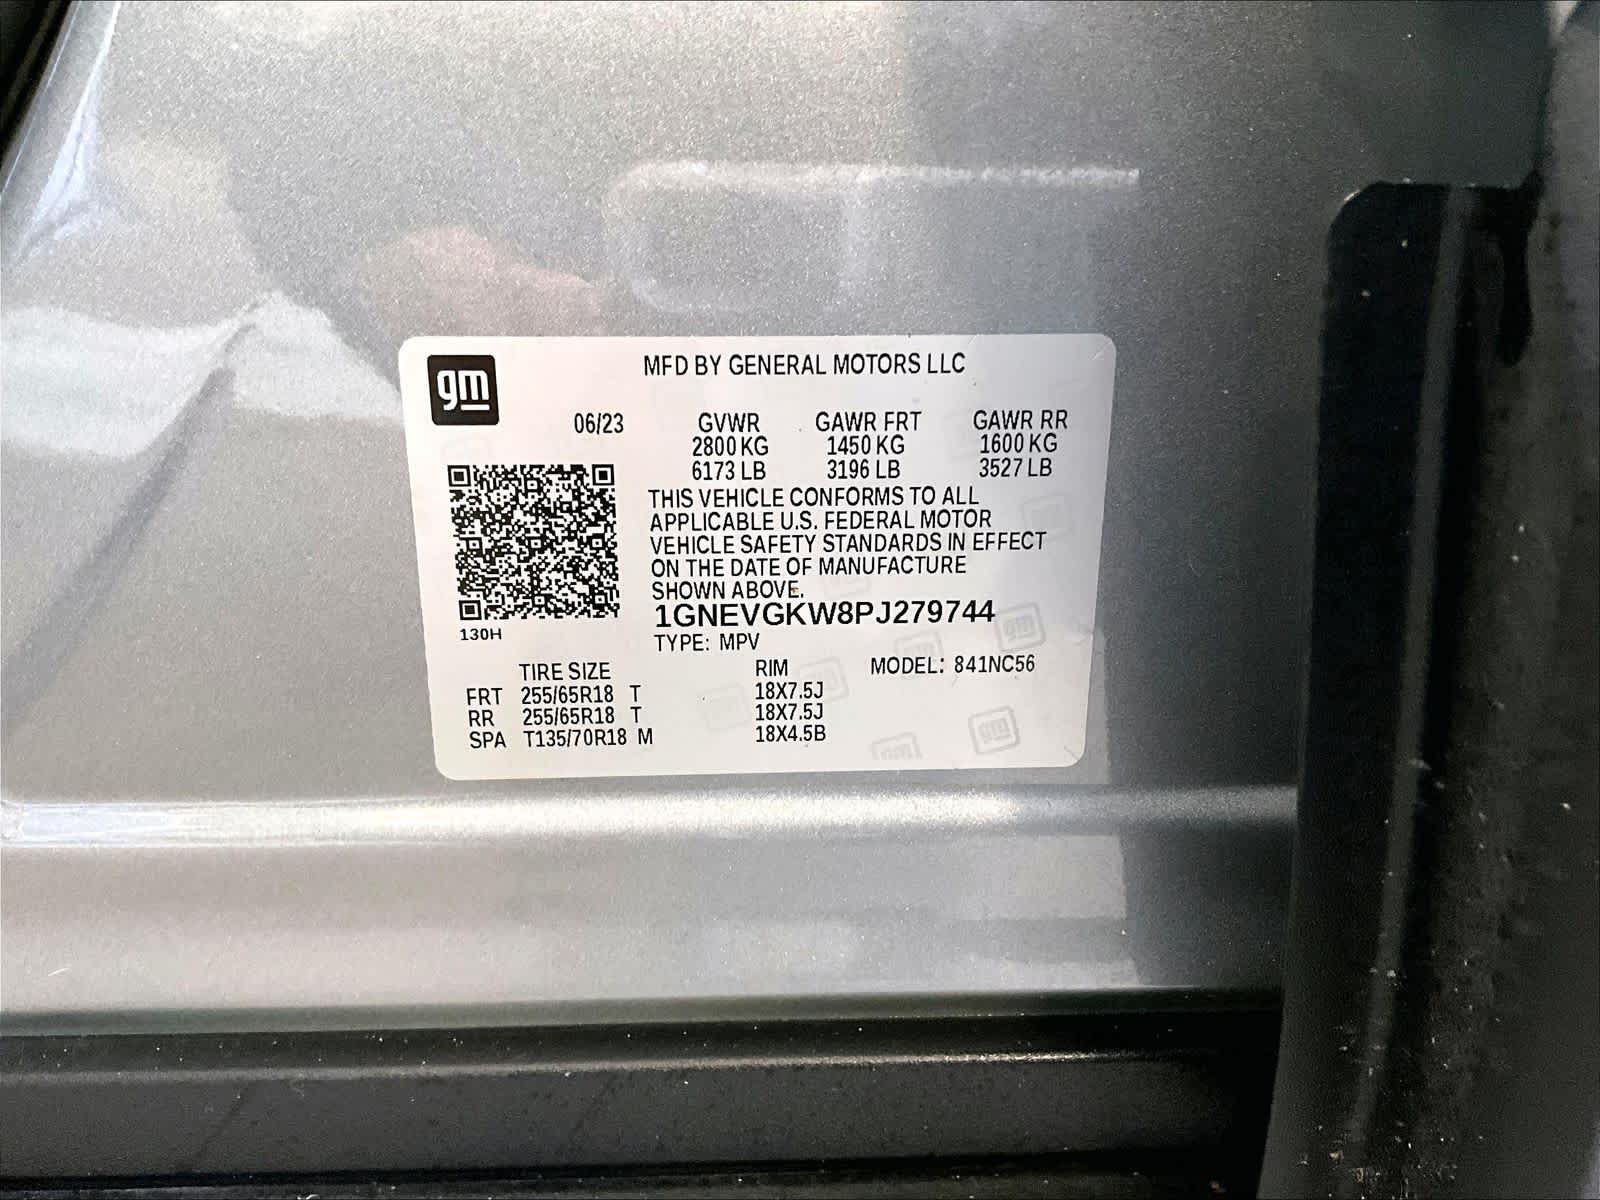 gm
MFD BY GENERAL MOTORS LLC
06/23 GVWR GAWR FRT GAWR RR
2800 KG 1450 KG 1600 KG
6173 LB 3196 LB 3527 LB
THIS VEHICLE CONFORMS TO ALL
APPLICABLE U.S. FEDERAL MOTOR
VEHICLE SAFETY STANDARDS IN EFFECT
ON THE DATE OF MANUFACTURE
SHOWN ABOVE.
1GNEVGKW8PJ279744
130H
TYPE: MPV
TIRE SIZE RIM MODEL: 841NC56
FRT 255/65R18 T 18X7.5J
RR 255/65R18 T 18X7.5J
SPA T135/70R18 M 18X4.5B
gm
gm
gm